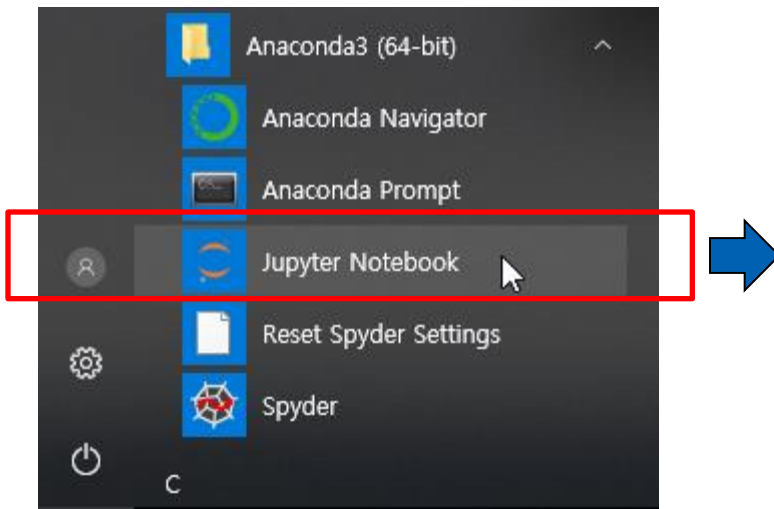 Anaconda3 (64-bit)
Anaconda Navigator
Anaconda Prompt
Jupyter Notebook
Reset Spyder Settings
Spyder
C